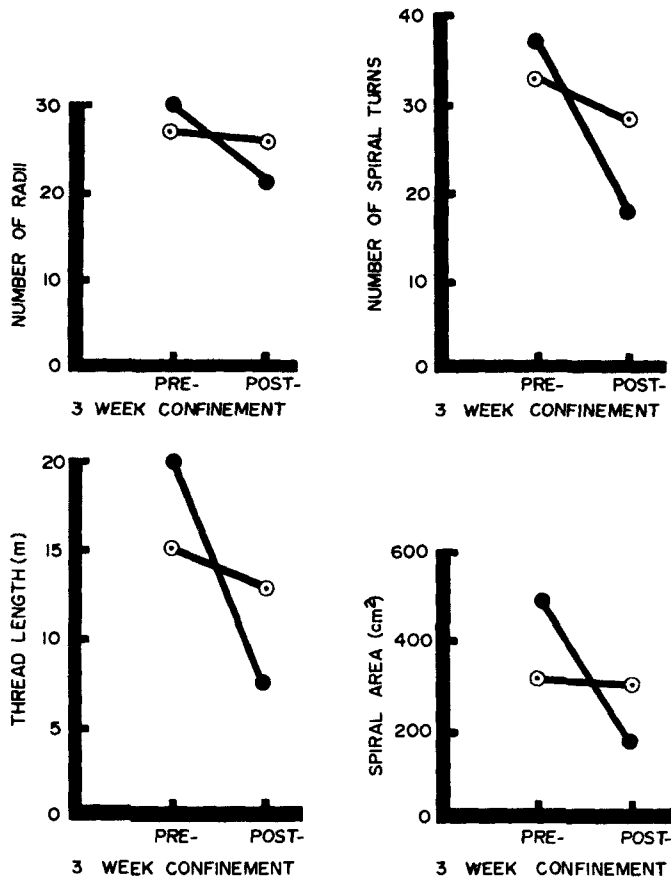 NUMBER OF RADII
30
20
10
0
PRE- POST-
3 WEEK CONFINEMENT
NUMBER OF SPIRAL TURNS
40
30
20
10
0
PRE- POST-
3 WEEK CONFINEMENT
THREAD LENGTH (m)
20
15
10
5
0
PRE- POST-
3 WEEK CONFINEMENT
SPIRAL AREA (cm²)
600
400
200
0
PRE- POST-
3 WEEK CONFINEMENT